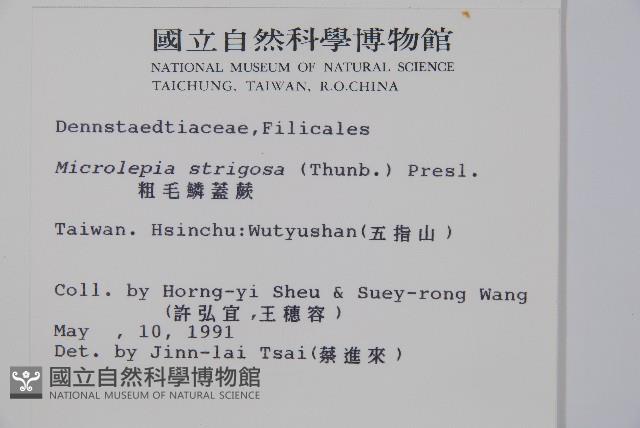 國立自然科學博物館
NATIONAL MUSEUM OF NATURAL SCIENCE
TAICHUNG, TAIWAN, R.O.CHINA
Dennstaedtiaceae,Filicales
Microlepia strigosa (Thunb.) Presl.
粗毛鱗蓋蕨
Taiwan. Hsinchu:Wutyushan(五指山)
Coll. by Horng-yi Sheu & Suey-rong Wang
(許弘宜,王穗容)
May , 10, 1991
Det. by Jinn-lai Tsai(蔡進來)
國立自然科學博物館
NATIONAL MUSEUM OF NATURAL SCIENCE